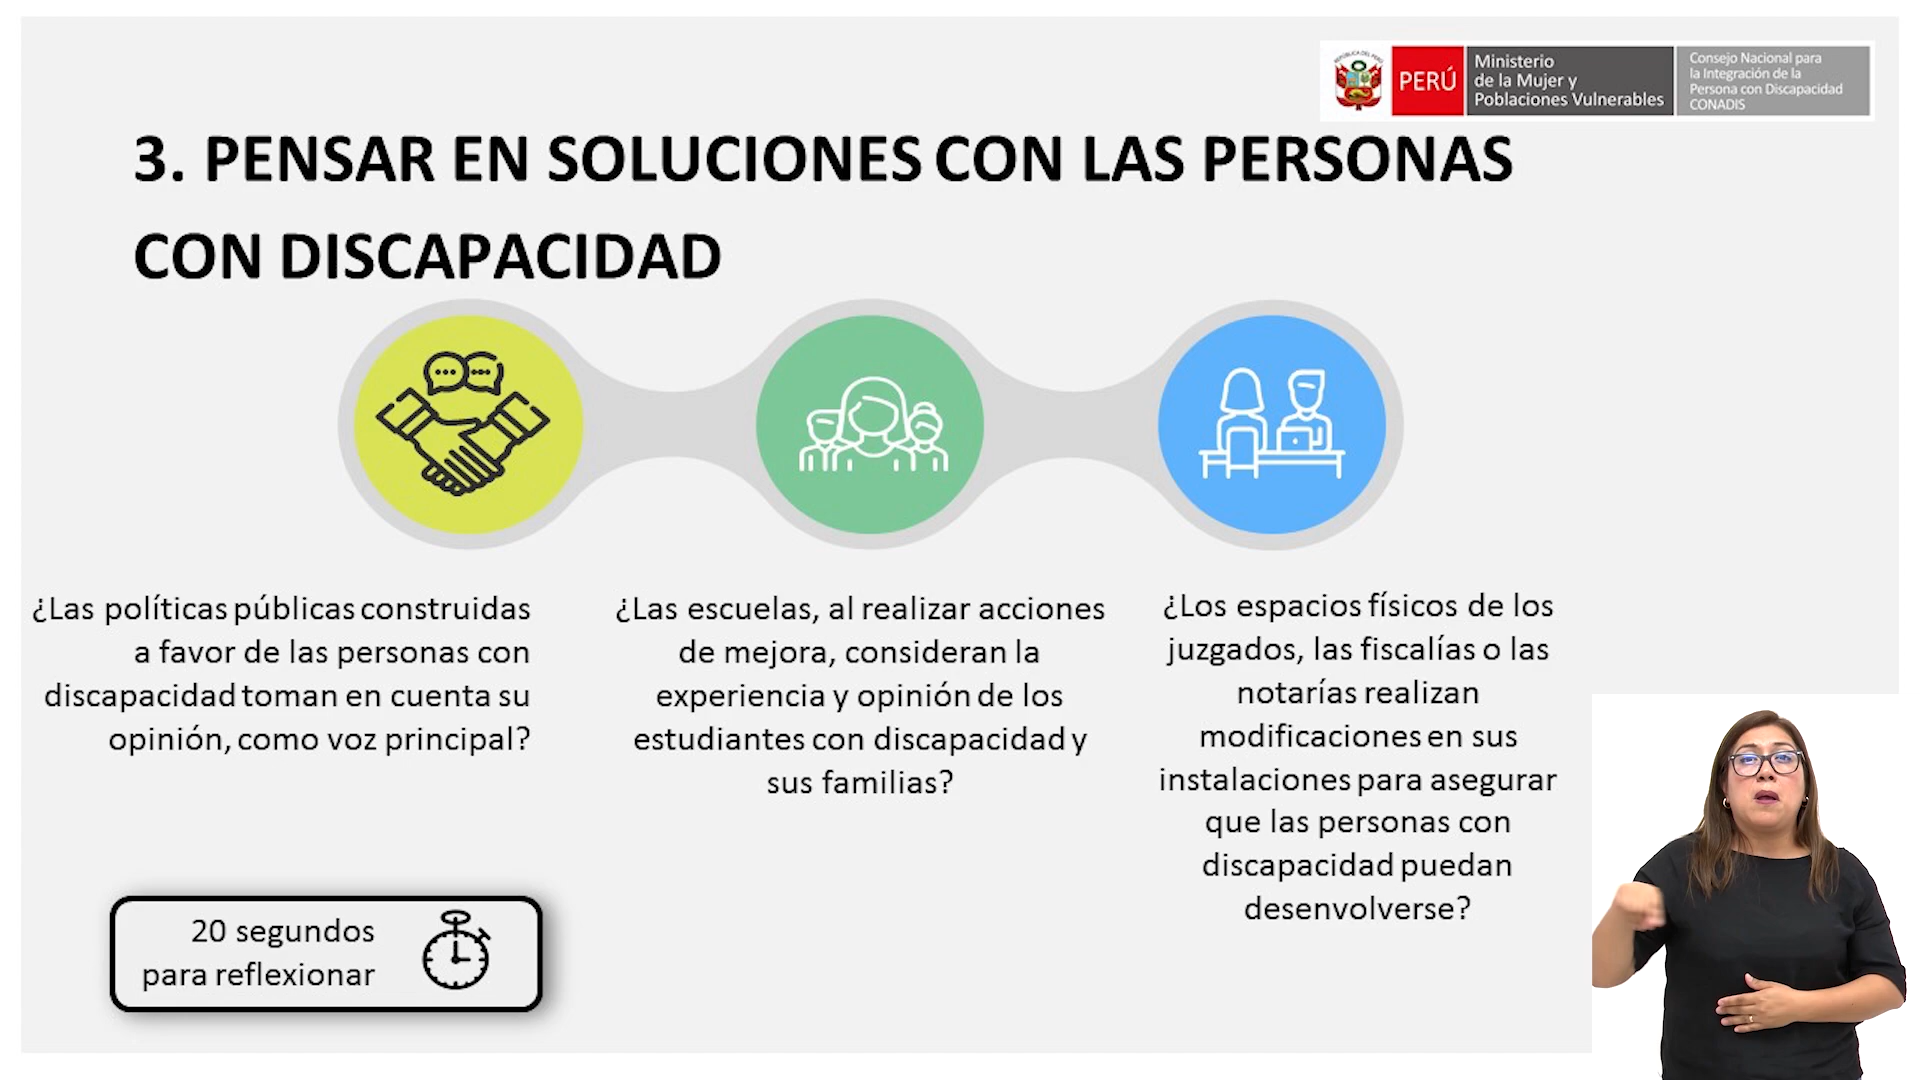 REPÚBLICA DEL PERÚ
PERÚ
Ministerio
de la Mujer y
Poblaciones Vulnerables
Consejo Nacional para
la Integración de la
Persona con Discapacidad
CONADIS
3. PENSAR EN SOLUCIONES CON LAS PERSONAS
CON DISCAPACIDAD
¿Las políticas públicas construidas
a favor de las personas con
discapacidad toman en cuenta su
opinión, como voz principal?
¿Las escuelas, al realizar acciones
de mejora, consideran la
experiencia y opinión de los
estudiantes con discapacidad y
sus familias?
¿Los espacios físicos de los
juzgados, las fiscalías o las
notarías realizan
modificaciones en sus
instalaciones para asegurar
que las personas con
discapacidad puedan
desenvolverse?
20 segundos
para reflexionar